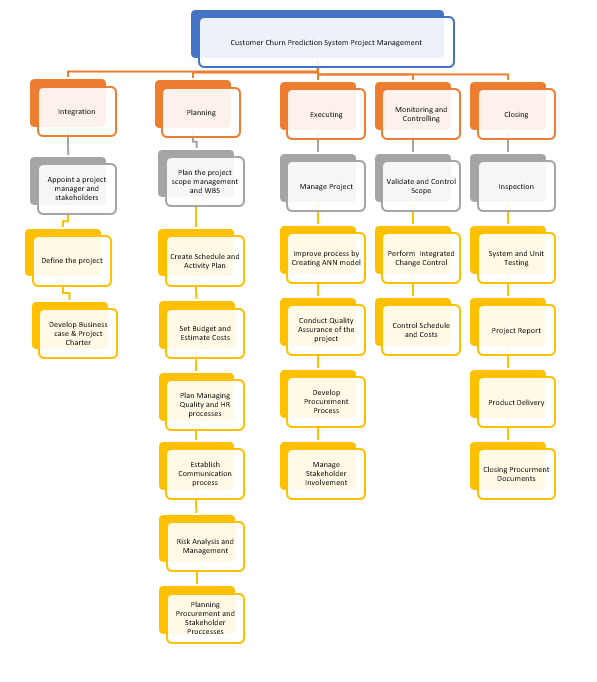 Customer Churn Prediction System Project Management
Integration
Planning
Executing
Monitoring and
Controlling
Closing
Appoint a project
manager and
stakeholders
Plan the project
scope management
and WBS
Manage Project
Validate and Control
Scope
Inspection
Define the project
Create Schedule and
Activity Plan
Improve process by
Creating ANN model
Perform Integrated
Change Control
System and Unit
Testing
Develop Business
case & Project
Charter
Set Budget and
Estimate Costs
Conduct Quality
Assurance of the
project
Control Schedule
and Costs
Project Report
Plan Managing
Quality and HR
processes
Develop
Procurement
Process
Product Delivery
Establish
Communication
process
Manage
Stakeholder
Involvement
Closing Procurment
Documents
Risk Analysis and
Management
Planning
Procurement and
Stakeholder
Proccesses